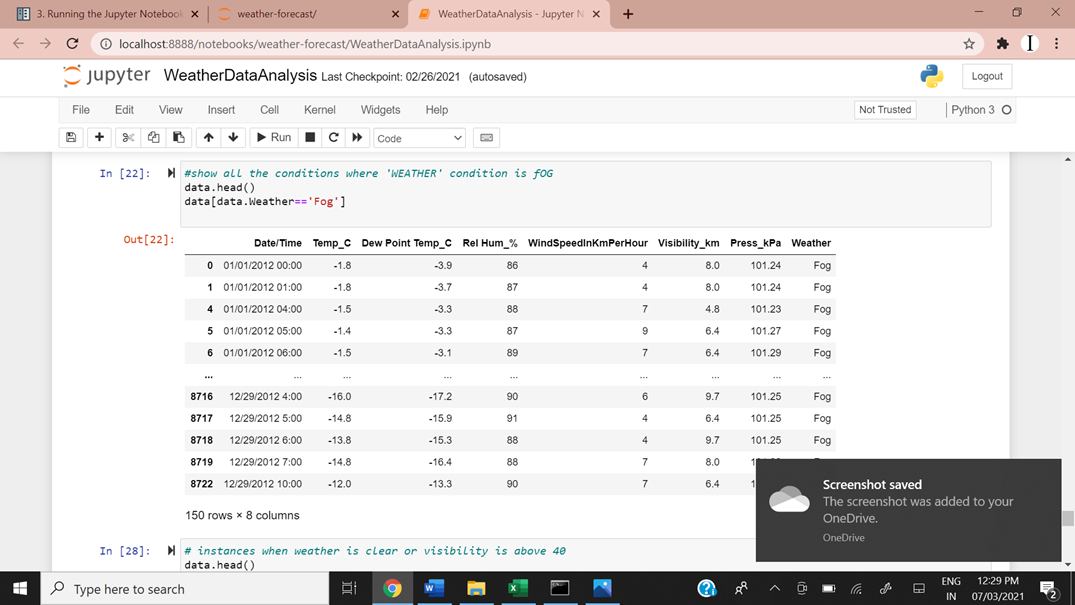 3. Running the Jupyter Notebook
weather-forecast/
WeatherDataAnalysis - Jupyter N
localhost:8888/notebooks/weather-forecast/WeatherDataAnalysis.ipynb
I
jupyter WeatherDataAnalysis Last Checkpoint: 02/26/2021 (autosaved)
Logout
File Edit View Insert Cell Kernel Widgets Help
Not Trusted
Python 3
Run
Code
In [22]:
#show all the conditions where 'WEATHER' condition is fOG
data.head()
data[data.Weather=='Fog']
Out[22]:
Date/Time Temp_C Dew Point Temp_C Rel Hum_% WindSpeedInKmPerHour Visibility_km Press_kPa Weather
0 01/01/2012 00:00 -1.8 -3.9 86 4 8.0 101.24 Fog
1 01/01/2012 01:00 -1.8 -3.7 87 4 8.0 101.24 Fog
4 01/01/2012 04:00 -1.5 -3.3 88 7 4.8 101.23 Fog
5 01/01/2012 05:00 -1.4 -3.3 87 9 6.4 101.27 Fog
6 01/01/2012 06:00 -1.5 -3.1 89 7 6.4 101.29 Fog
... ... ... ... ... ... ... ... ...
8716 12/29/2012 4:00 -16.0 -17.2 90 6 9.7 101.25 Fog
8717 12/29/2012 5:00 -14.8 -15.9 91 4 6.4 101.25 Fog
8718 12/29/2012 6:00 -13.8 -15.3 88 4 9.7 101.25 Fog
8719 12/29/2012 7:00 -14.8 -16.4 88 7 8.0
8722 12/29/2012 10:00 -12.0 -13.3 90 7 6.4
150 rows × 8 columns
Screenshot saved
The screenshot was added to your
OneDrive.
OneDrive
In [28]:
# instances when weather is clear or visibility is above 40
data.head()
Type here to search
ENG
IN
12:29 PM
07/03/2021
2